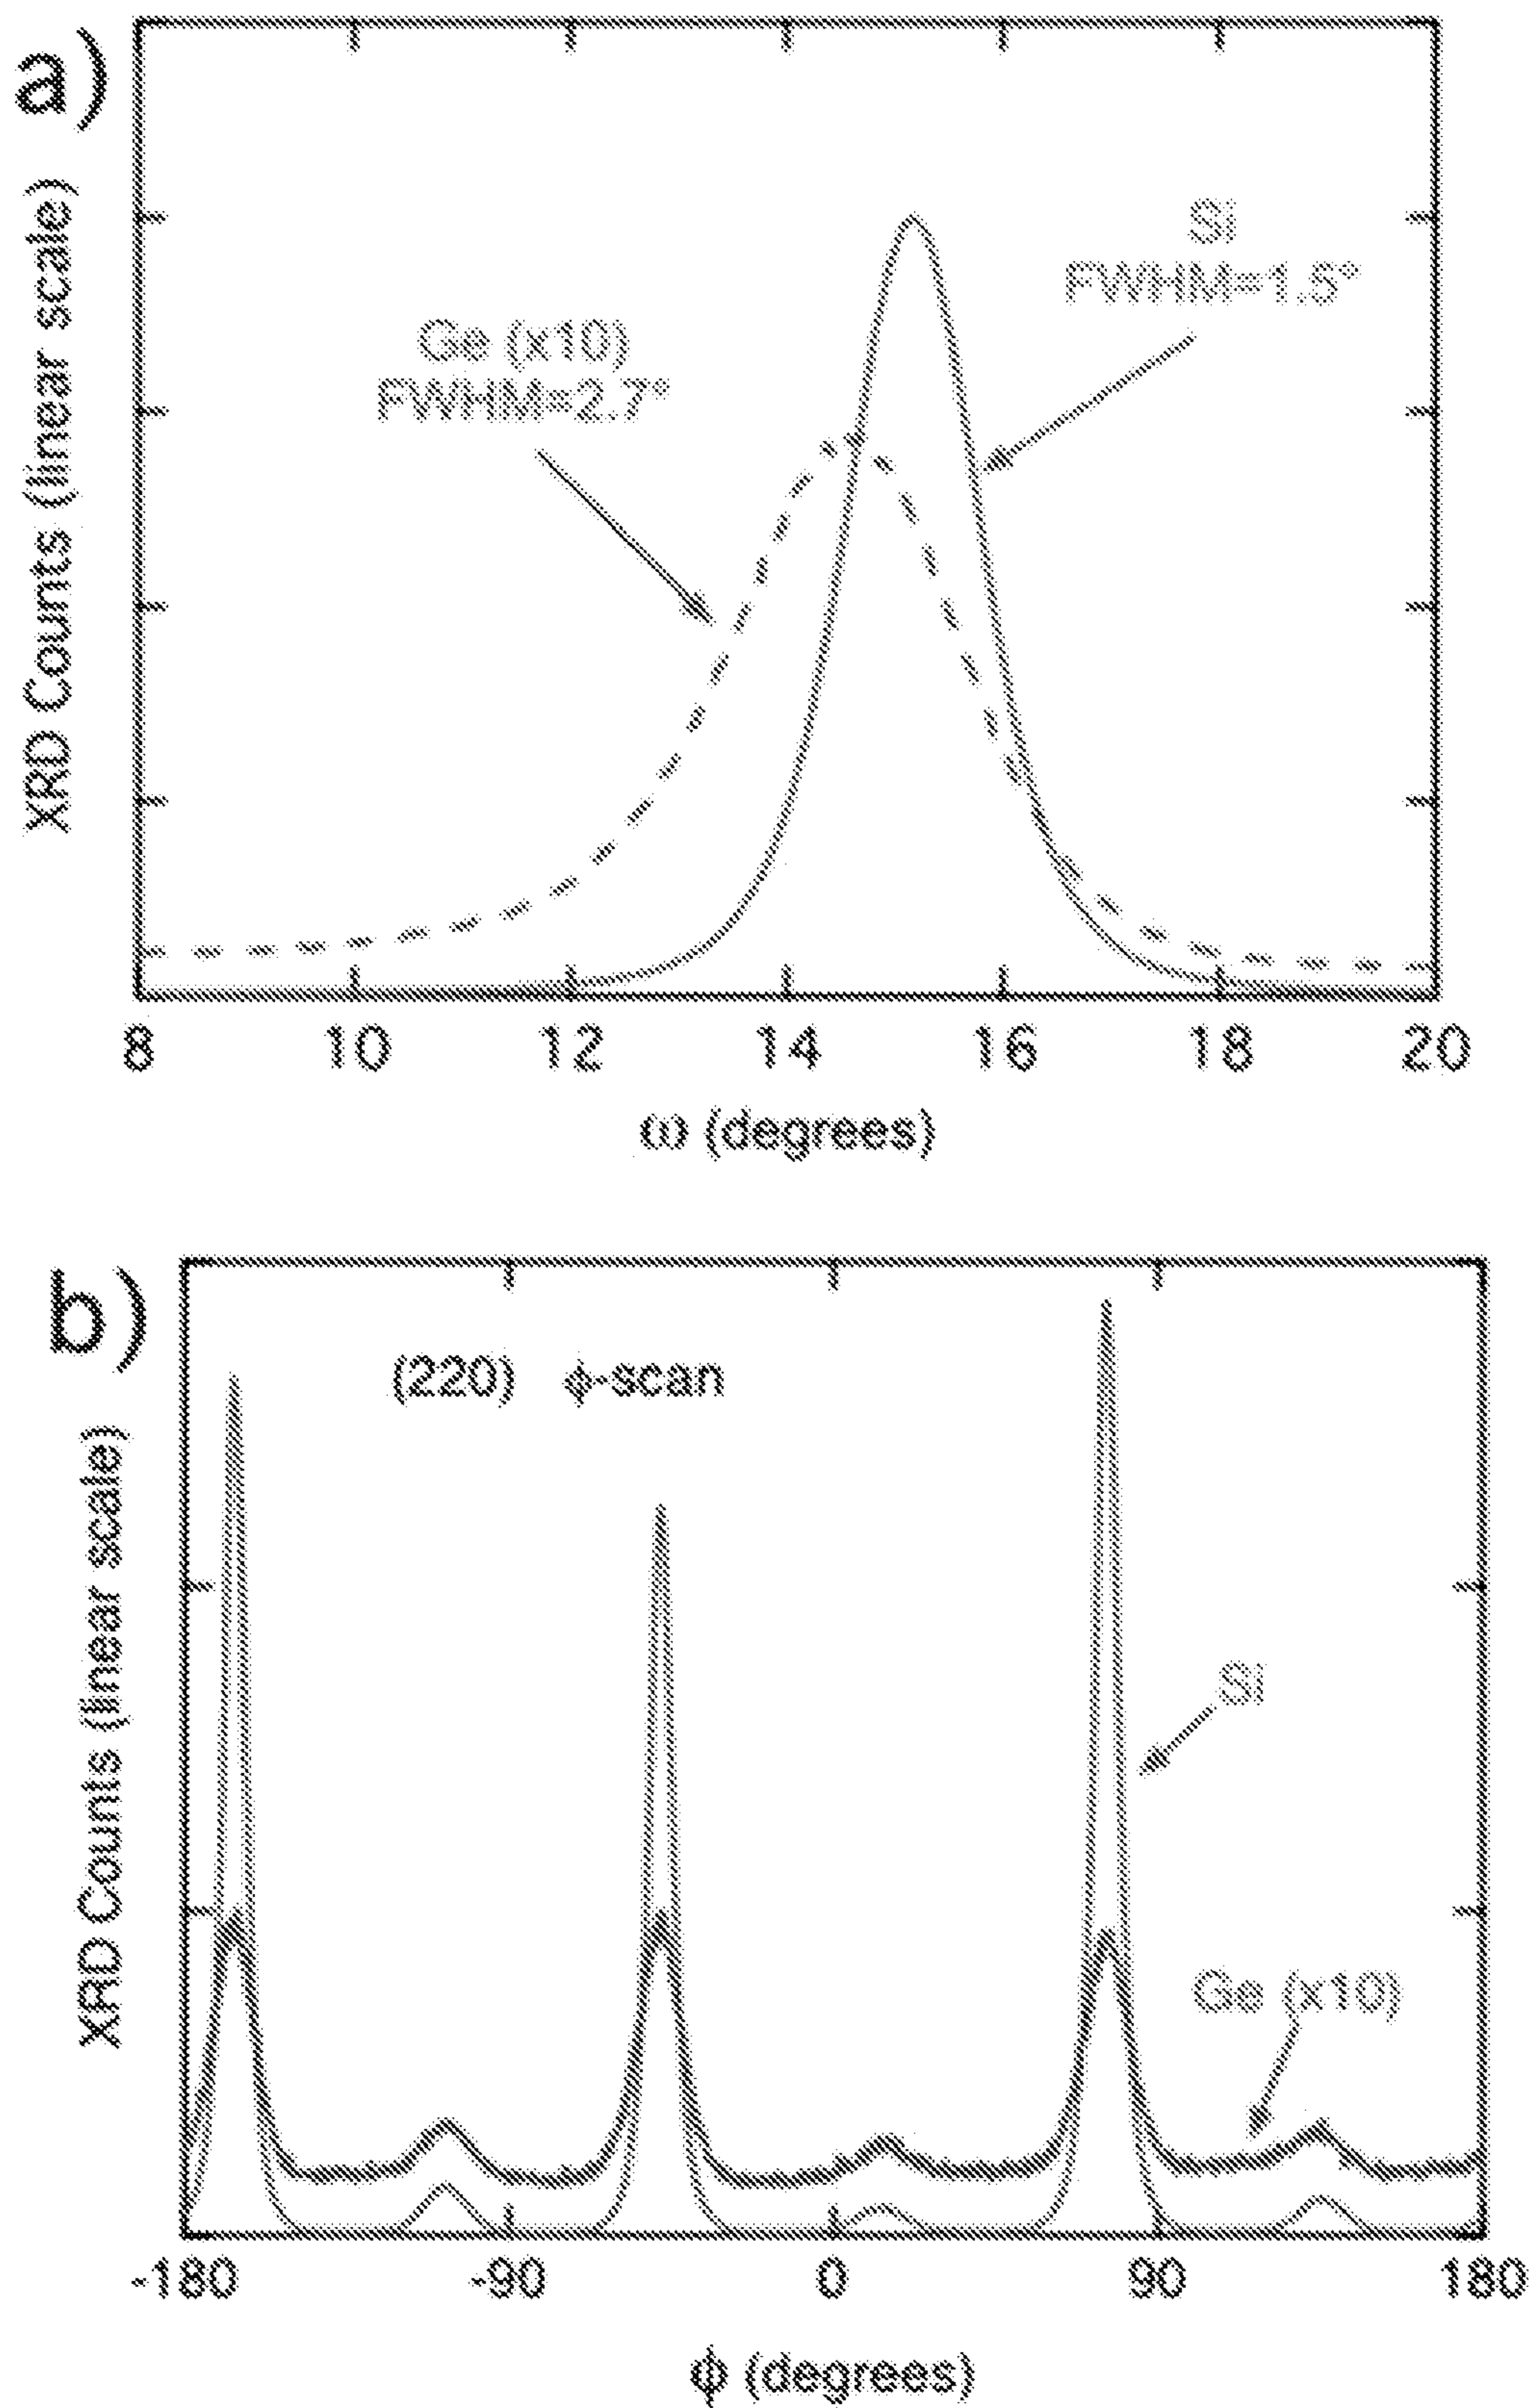 a)
XRD Counts (linear scale)
Si
FWHM=1.5°
Ge (x10)
FWHM=2.7°
8 10 12 14 16 18 20
ω (degrees)
b)
XRD Counts (linear scale)
(220) ϕ-scan
Si
Ge (x10)
-180 -90 0 90 180
ϕ (degrees)